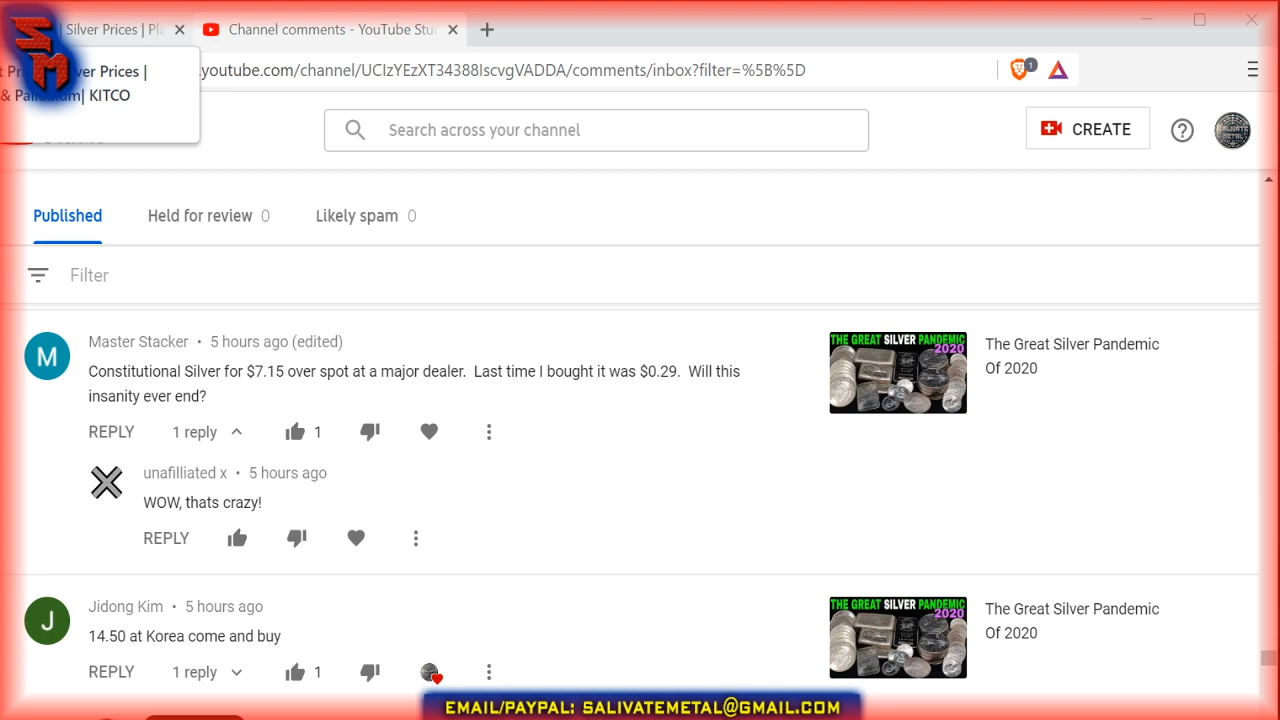 SM
| Silver Prices | Pla
Channel comments - YouTube Stu
ver Prices |
KITCO
.youtube.com/channel/UCIzYEzXT34388IscvgVADDA/comments/inbox?filter=%5B%5D
1
Search across your channel
CREATE
Published
Held for review 0
Likely spam 0
Filter
M
Master Stacker • 5 hours ago (edited)
Constitutional Silver for $7.15 over spot at a major dealer. Last time I bought it was $0.29. Will this
insanity ever end?
REPLY 1 reply 1
THE GREAT SILVER PANDEMIC
2020
The Great Silver Pandemic
Of 2020
unafilliated x • 5 hours ago
WOW, thats crazy!
REPLY
J
Jidong Kim • 5 hours ago
14.50 at Korea come and buy
REPLY 1 reply 1
THE GREAT SILVER PANDEMIC
2020
The Great Silver Pandemic
Of 2020
EMAIL/PAYPAL: SALIVATEMETAL@GMAIL.COM